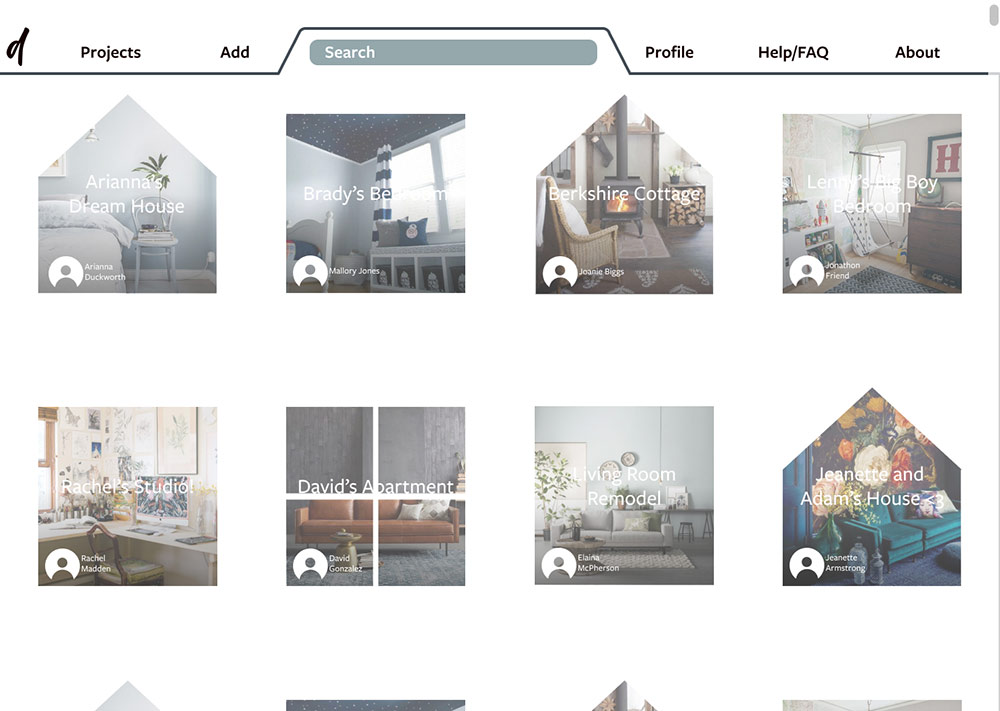 d
Projects
Add
Search
Profile
Help/FAQ
About
Arianna's
Dream House
Arianna
Duckworth
Brady's Bedroom
Mallory Jones
Berkshire Cottage
Joanie Biggs
Lenny's Big Boy
Bedroom
H
Jonathon
Friend
Rachel's Studio!
Rachel
Madden
David's Apartment
David
Gonzalez
Living Room
Remodel
Elaina
McPherson
Jeanette and
Adam's House <3
Jeanette
Armstrong